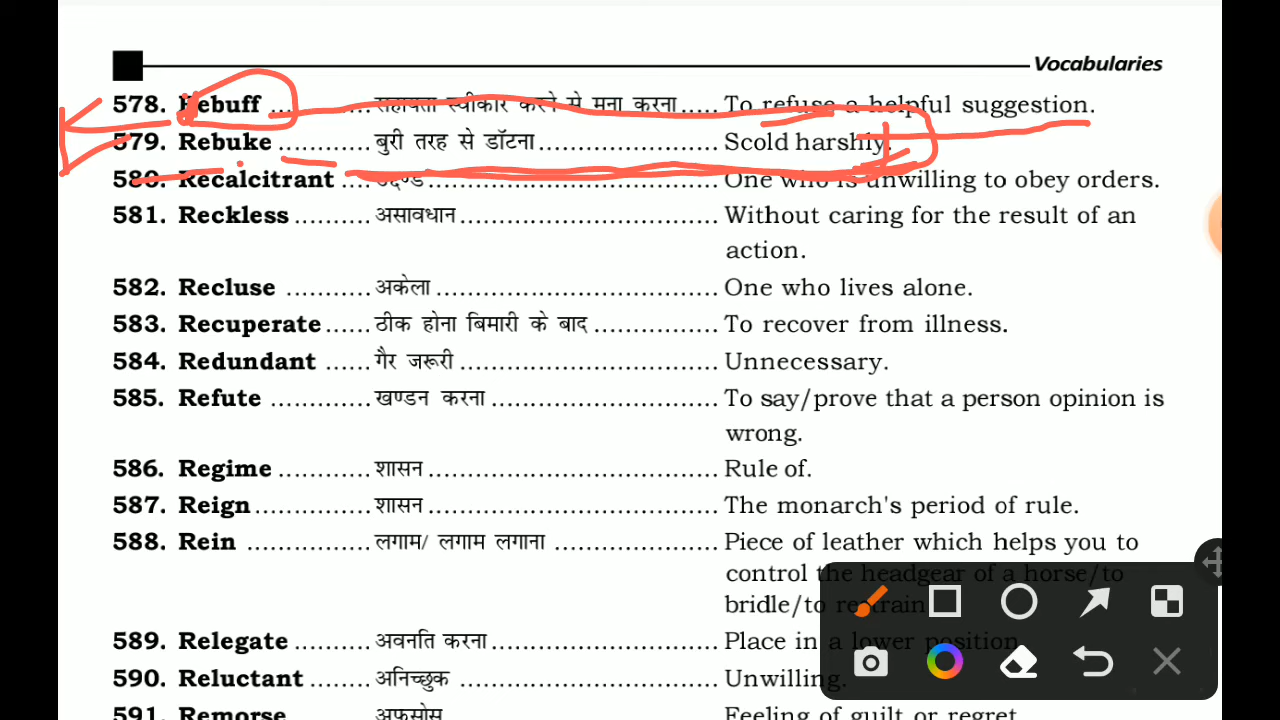 Vocabularies
578. Rebuff ............ सहायता स्वीकार करने से मना करना ..... To refuse a helpful suggestion.
579. Rebuke ............ बुरी तरह से डॉटना ....................... Scold harshly.
580. Recalcitrant .... उद्दण्ड ..................................... One who is unwilling to obey orders.
581. Reckless .......... असावधान ................................. Without caring for the result of an
action.
582. Recluse ........... अकेला .................................... One who lives alone.
583. Recuperate ...... ठीक होना बिमारी के बाद ................ To recover from illness.
584. Redundant ...... गैर जरूरी ................................. Unnecessary.
585. Refute ............. खण्डन करना ............................. To say/prove that a person opinion is
wrong.
586. Regime ............ शासन ..................................... Rule of.
587. Reign ............... शासन ..................................... The monarch's period of rule.
588. Rein ................ लगाम/ लगाम लगाना ..................... Piece of leather which helps you to
control the headgear of a horse/to
bridle/to restrain
589. Relegate .......... अवनति करना ............................. Place in a lower position
590. Reluctant ........ अनिच्छुक ................................. Unwilling.
591. Remorse अफसोस Feeling of guilt or regret